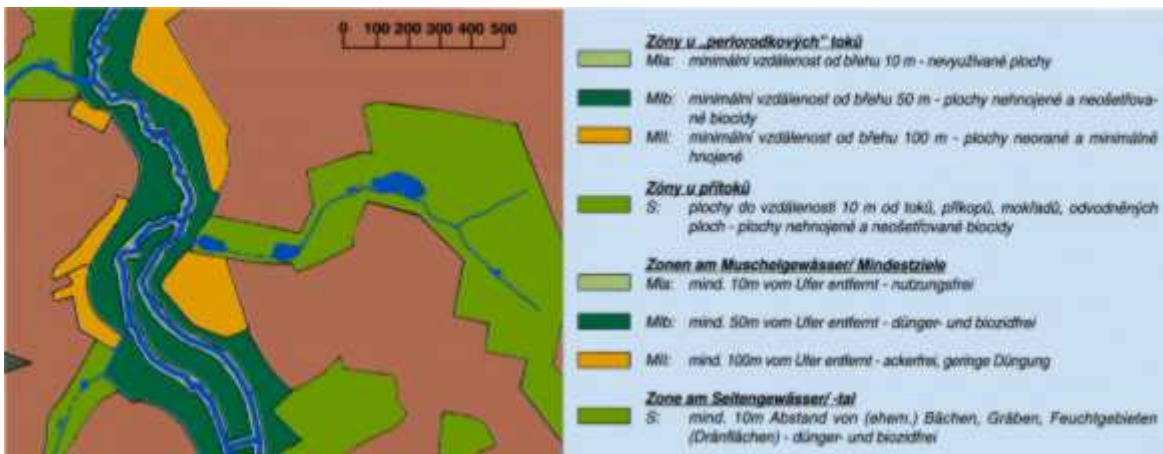 0 100 200 300 400 500
Zóny u „perlorodkových" toků
MIa: minimální vzdálenost od břehu 10 m - nevyužívané plochy
MIb: minimální vzdálenost od břehu 50 m - plochy nehnojené a neošetřova-
né biocidy
MII: minimální vzdálenost od břehu 100 m - plochy neorané a minimálně
hnojené
Zóny u přítoků
S: plochy do vzdálenosti 10 m od toků, příkopů, mokřadů, odvodněných
ploch - plochy nehnojené a neošetřované biocidy
Zonen am Muschelgewässer/ Mindestziele
MIa: mind. 10m vom Ufer entfernt - nutzungsfrei
MIb: mind. 50m vom Ufer entfernt - dünger- und biozidfrei
MII: mind. 100m vom Ufer entfernt - ackerfrei, geringe Düngung
Zone am Seitengewässer/ -tal
S: mind. 10m Abstand von (ehem.) Bächen, Gräben, Feuchtgebieten
(Dränflächen) - dünger- und biozidfrei